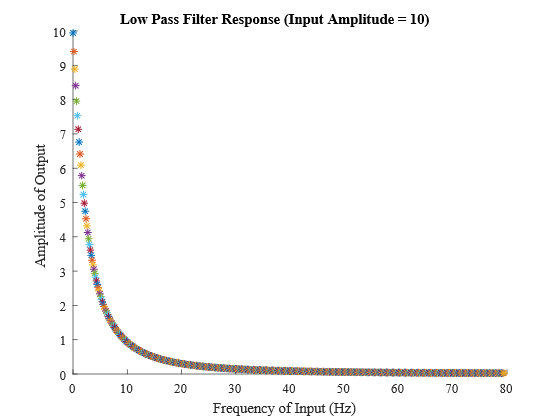 Low Pass Filter Response (Input Amplitude = 10)
10
9
8
7
6
5
4
3
2
1
0
Amplitude of Output
0 10 20 30 40 50 60 70 80
Frequency of Input (Hz)